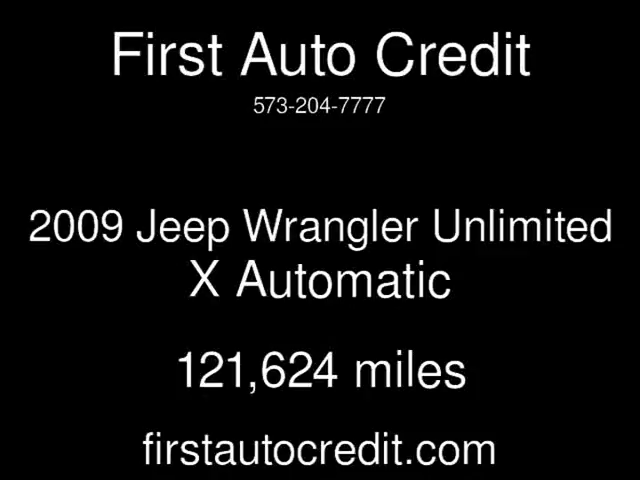 First Auto Credit
573-204-7777
2009 Jeep Wrangler Unlimited
X Automatic
121,624 miles
firstautocredit.com